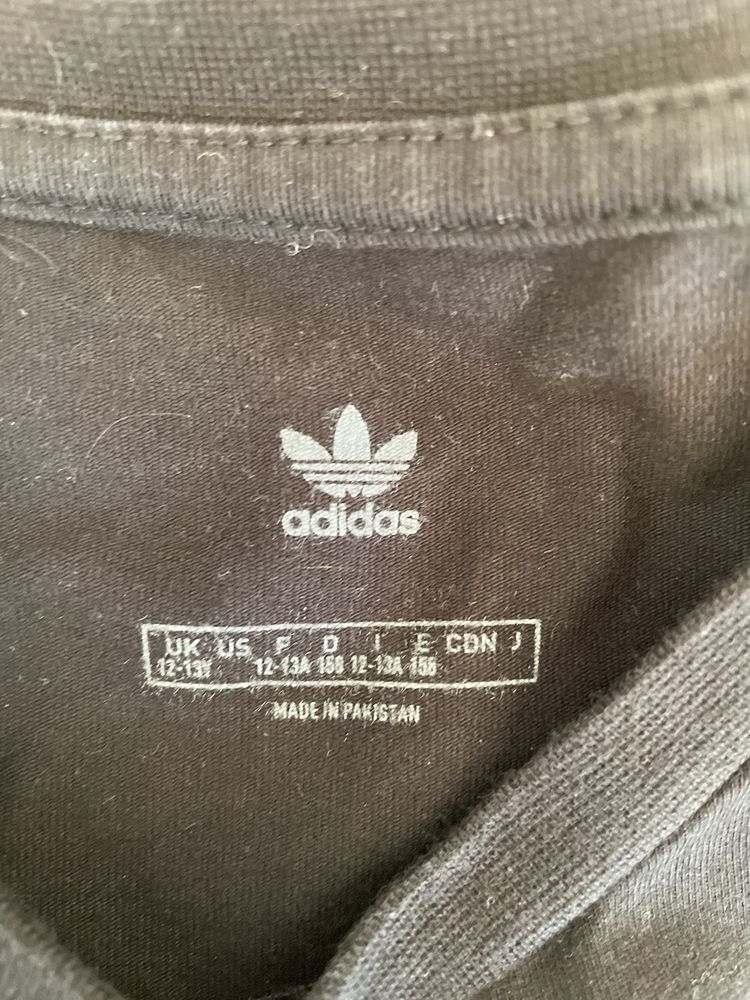 adidas
UK US F D I E CDN J
12-13Y 12-13A 158 12-13A 158
MADE IN PAKISTAN